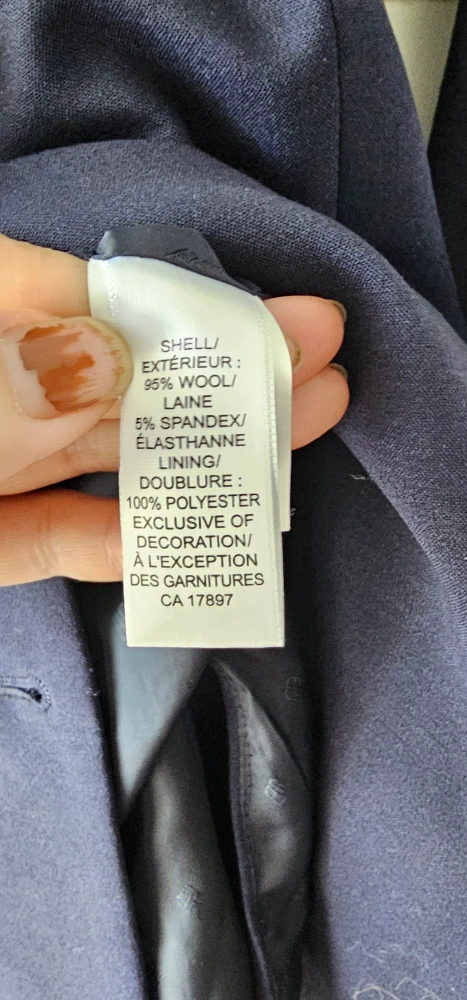 SHELL/
EXTÉRIEUR :
95% WOOL/
LAINE
5% SPANDEX/
ÉLASTHANNE
LINING/
DOUBLURE :
100% POLYESTER
EXCLUSIVE OF
DECORATION/
À L'EXCEPTION
DES GARNITURES
CA 17897